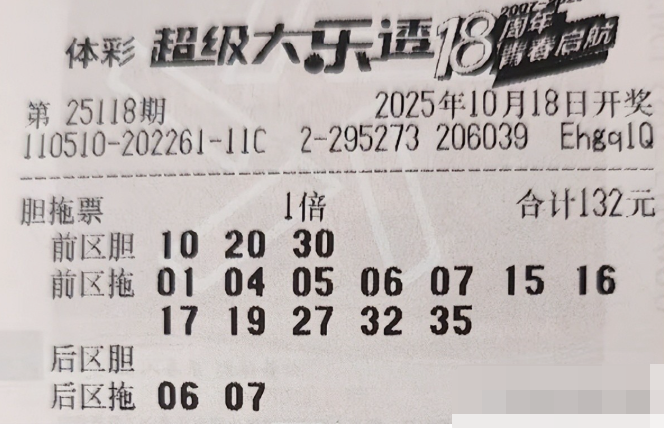 体彩 超级大乐透 18周年 青春启航
第 25118期 2025年10月18日开奖
110510-202261-11C 2-295273 206039 EhgqlQ
胆拖票 1倍 合计132元
前区胆 10 20 30
前区拖 01 04 05 06 07 15 16
17 19 27 32 35
后区胆
后区拖 06 07